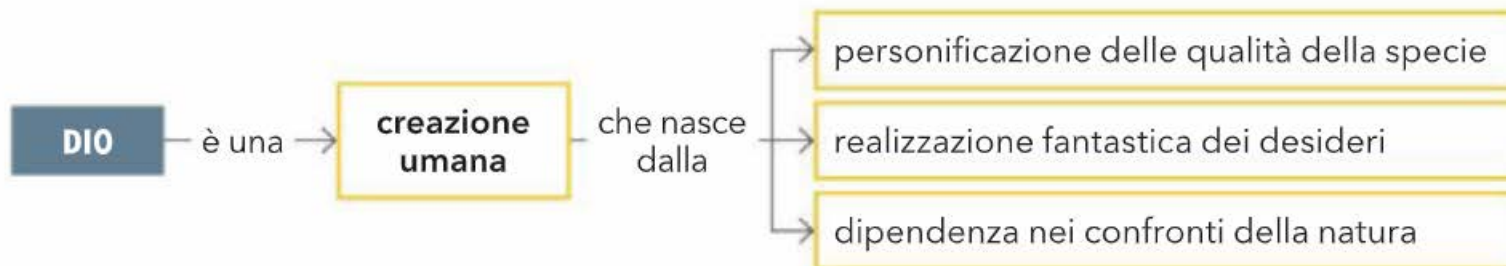 DIO
è una
creazione
umana
che nasce
dalla
personificazione delle qualità della specie
realizzazione fantastica dei desideri
dipendenza nei confronti della natura